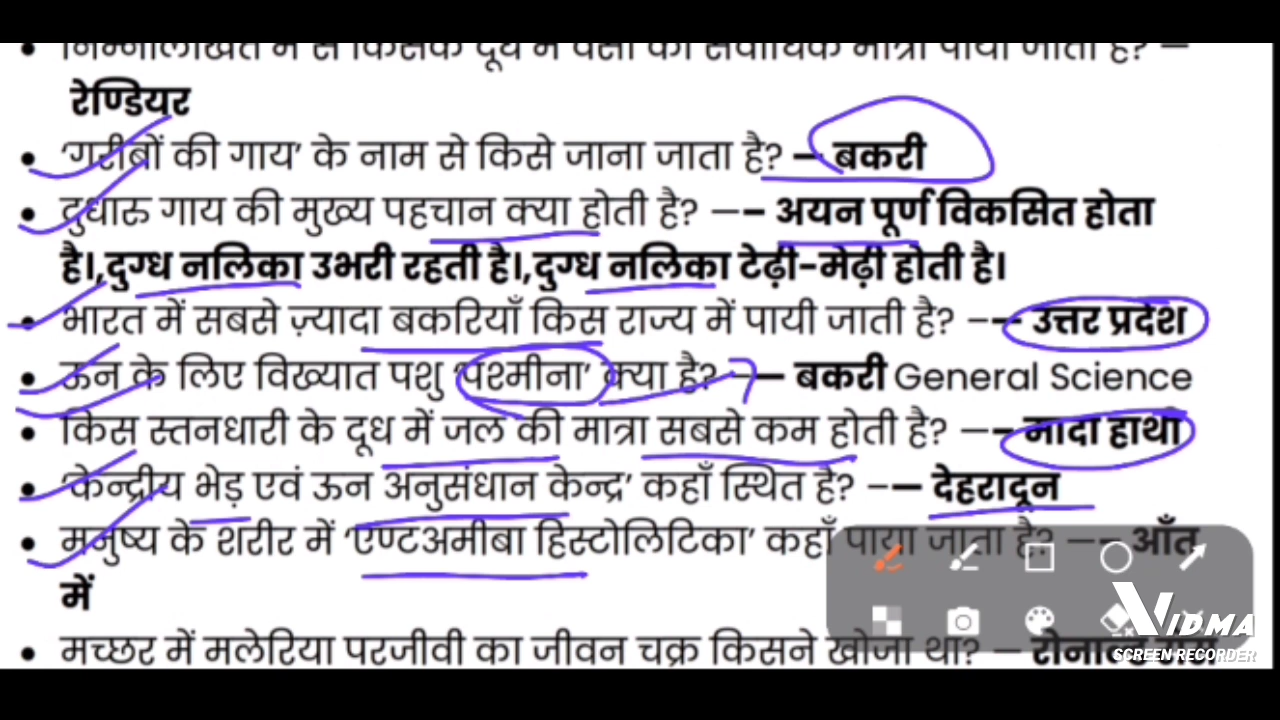 रेण्डियर
• 'गरीबों की गाय' के नाम से किसे जाना जाता है? — बकरी
• दुधारु गाय की मुख्य पहचान क्या होती है? —– अयन पूर्ण विकसित होता
है।,दुग्ध नलिका उभरी रहती है।,दुग्ध नलिका टेढ़ी-मेढ़ी होती है।
• भारत में सबसे ज़्यादा बकरियाँ किस राज्य में पायी जाती है? –— उत्तर प्रदेश
• ऊन के लिए विख्यात पशु 'पश्मीना' क्या है? —— बकरी General Science
• किस स्तनधारी के दूध में जल की मात्रा सबसे कम होती है? —– मादा हाथी
• 'केन्द्रीय भेड़ एवं ऊन अनुसंधान केन्द्र' कहाँ स्थित है? –— देहरादून
• मनुष्य के शरीर में 'एण्टअमीबा हिस्टोलिटिका' कहाँ पाया जाता है? —– आँत
में
• मच्छर में मलेरिया परजीवी का जीवन चक्र किसने खोजा था? —
VIDMA
SCREEN RECORDER